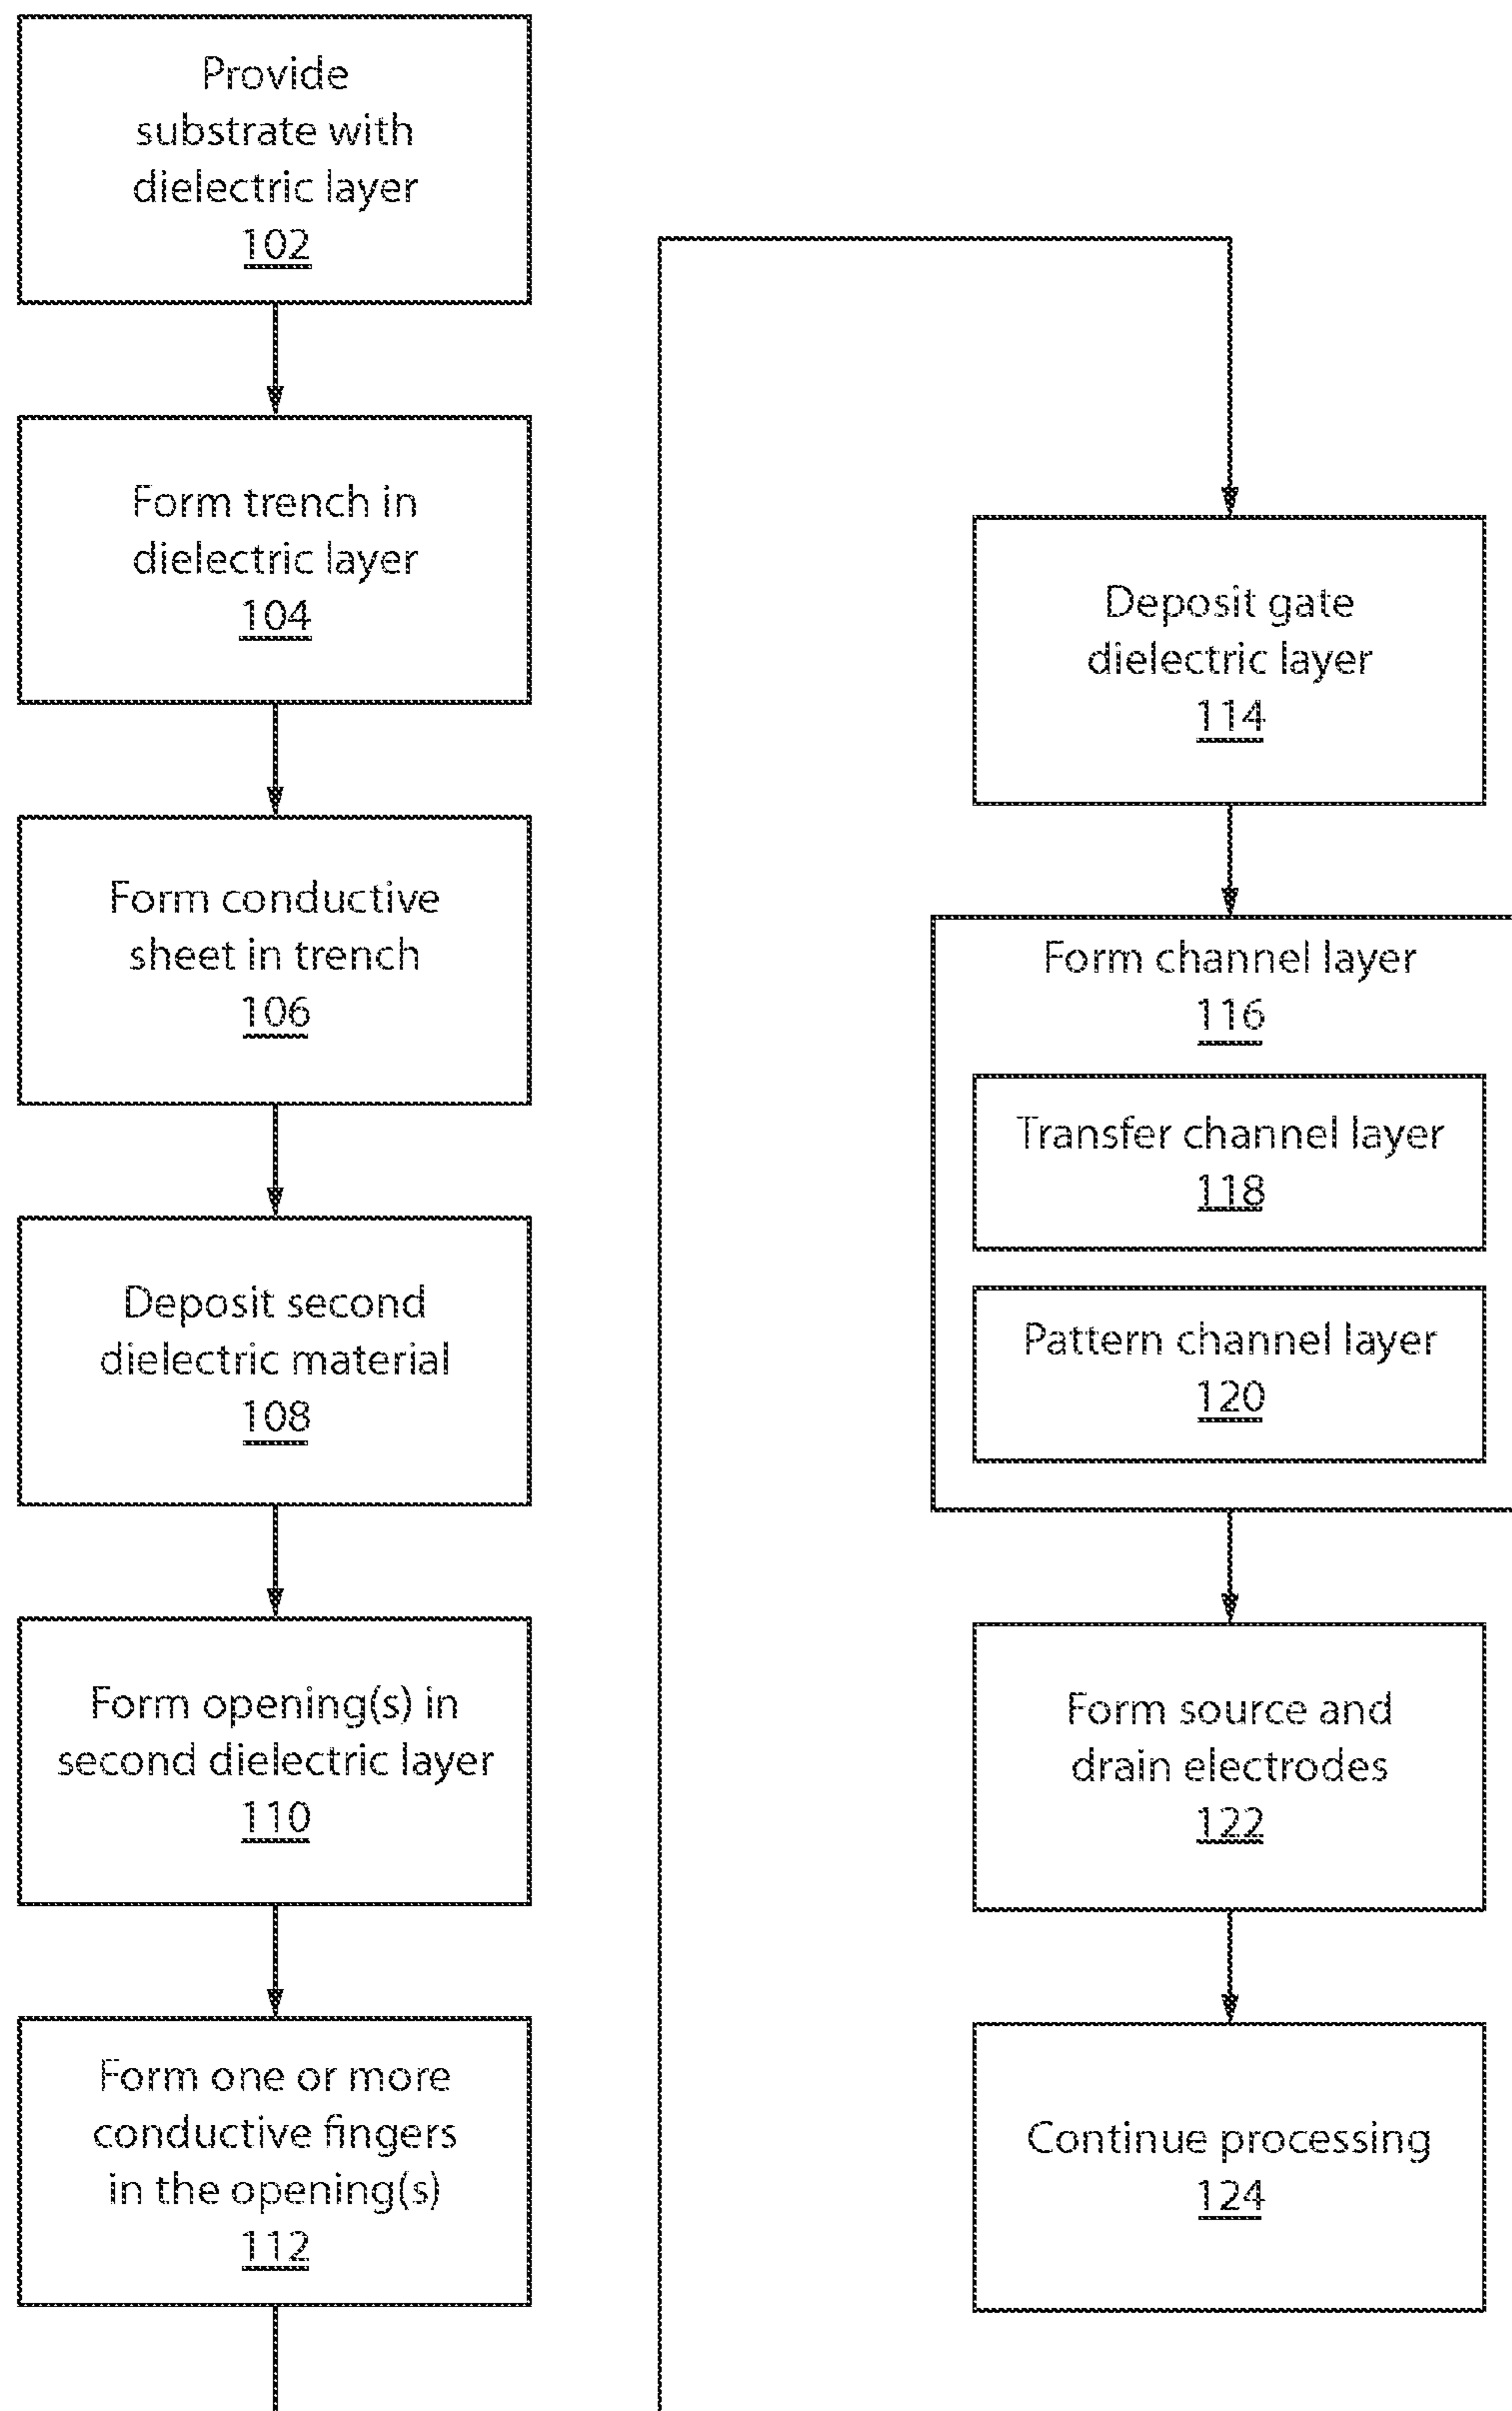 Provide
substrate with
dielectric layer
102
Form trench in
dielectric layer
104
Form conductive
sheet in trench
106
Deposit second
dielectric material
108
Form opening(s) in
second dielectric layer
110
Form one or more
conductive fingers
in the opening(s)
112
Deposit gate
dielectric layer
114
Form channel layer
116
Transfer channel layer
118
Pattern channel layer
120
Form source and
drain electrodes
122
Continue processing
124